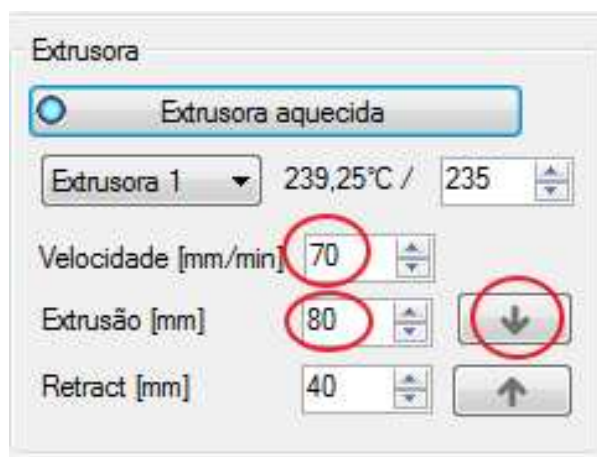 Extrusora
Extrusora aquecida
Extrusora 1 239,25°C / 235
Velocidade [mm/min] 70
Extrusão [mm] 80
Retract [mm] 40